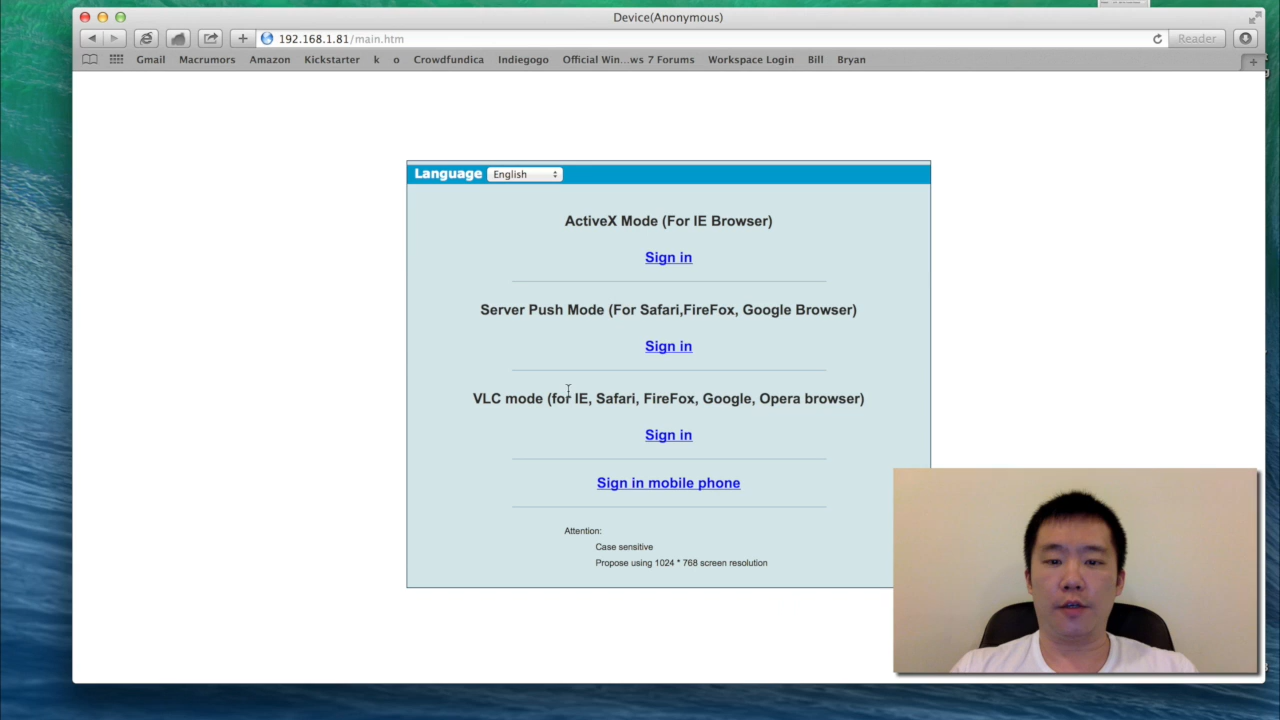 Device(Anonymous)
192.168.1.81/main.htm
Reader
Gmail Macrumors Amazon Kickstarter k o Crowdfundica Indiegogo Official Win...ws 7 Forums Workspace Login Bill Bryan
Language English
ActiveX Mode (For IE Browser)
Sign in
Server Push Mode (For Safari,FireFox, Google Browser)
Sign in
VLC mode (for IE, Safari, FireFox, Google, Opera browser)
Sign in
Sign in mobile phone
Attention:
Case sensitive
Propose using 1024 * 768 screen resolution